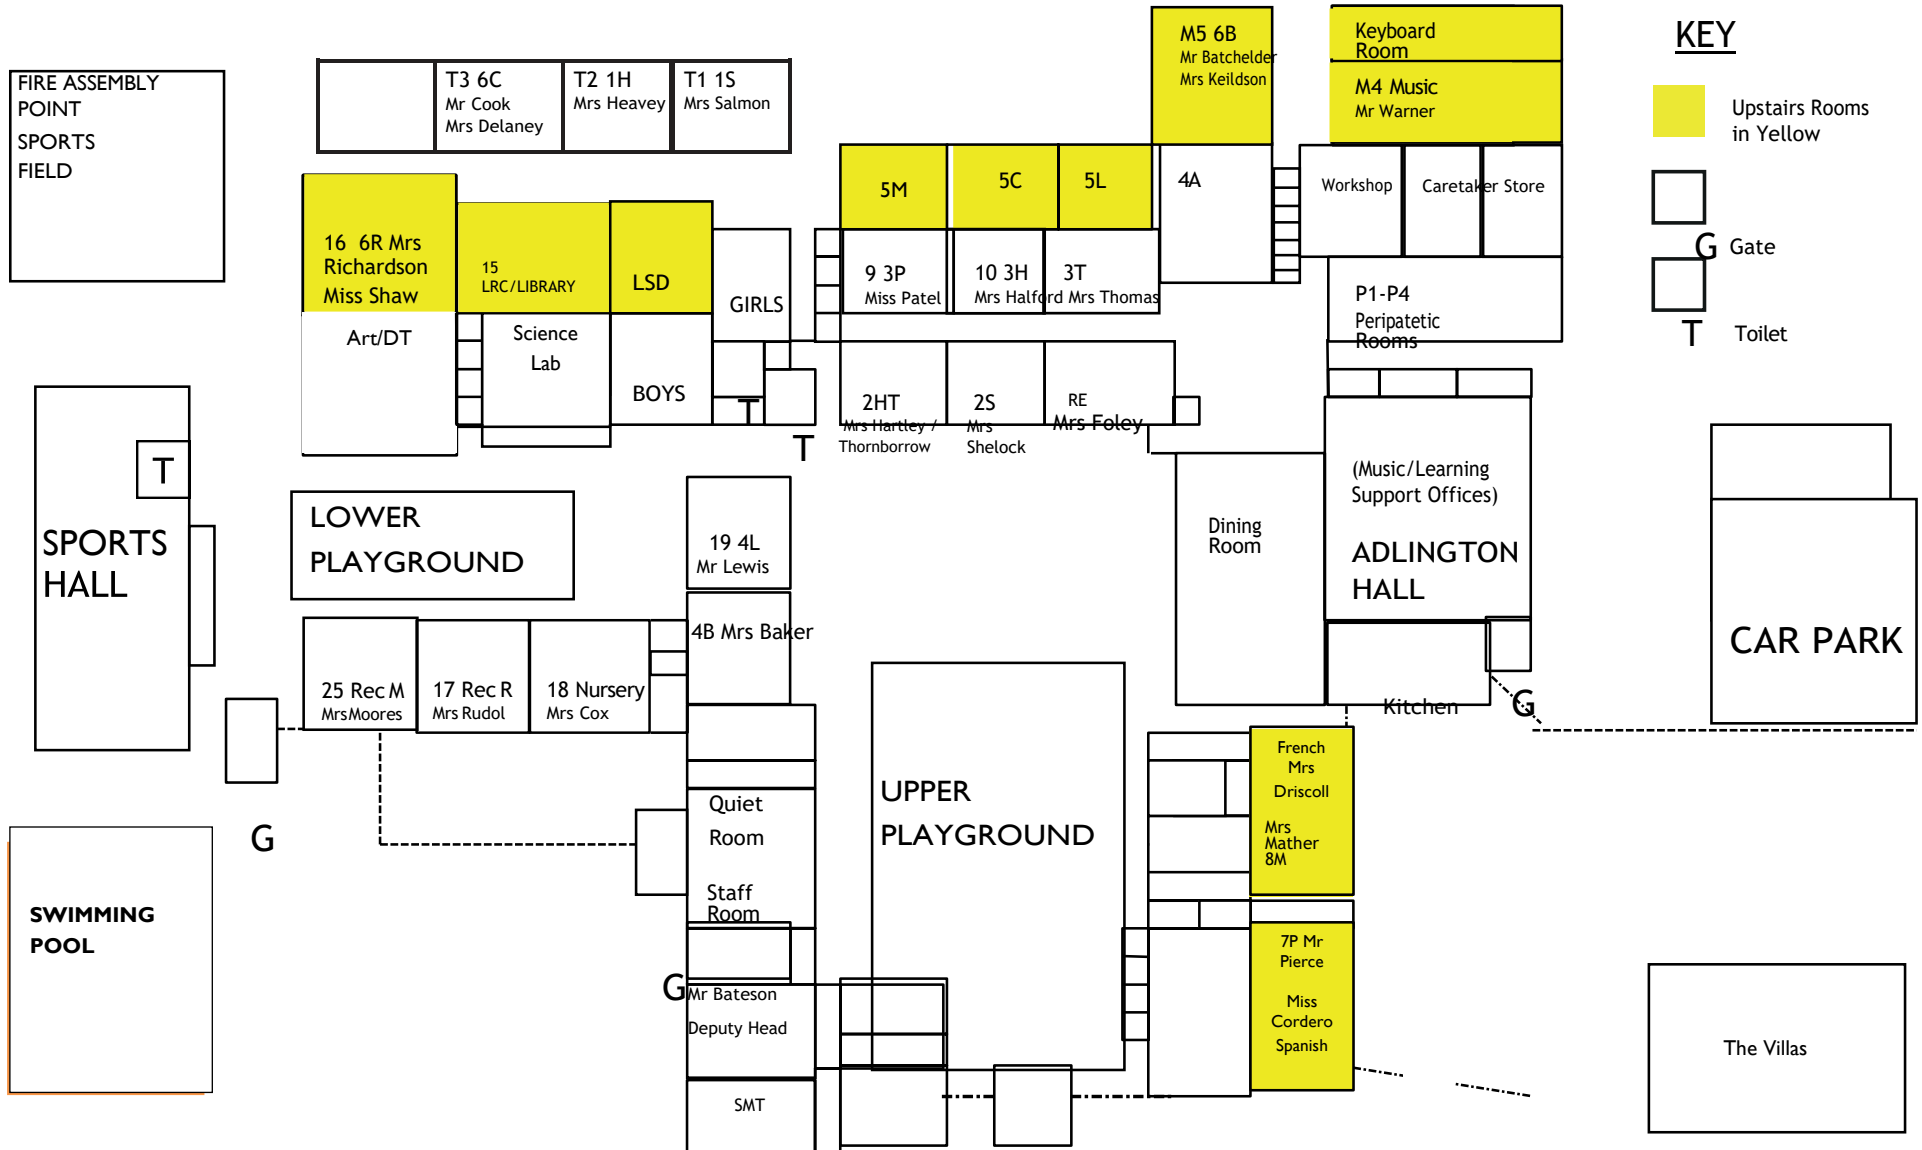 FIRE ASSEMBLY
POINT
SPORTS
FIELD
T3 6C
Mr Cook
Mrs Delaney
T2 1H
Mrs Heavey
T1 1S
Mrs Salmon
M5 6B
Mr Batchelder
Mrs Keildson
Keyboard
Room
M4 Music
Mr Warner
KEY
Upstairs Rooms
in Yellow
G Gate
T Toilet
16 6R Mrs
Richardson
Miss Shaw
15
LRC/LIBRARY
LSD
GIRLS
Art/DT
Science
Lab
BOYS
T
T
5M
5C
5L
4A
9 3P
Miss Patel
10 3H
Mrs Halford
3T
Mrs Thomas
Workshop
Caretaker Store
P1-P4
Peripatetic
Rooms
2HT
Mrs Hartley /
Thornborrow
2S
Mrs
Shelock
RE
Mrs Foley
T
SPORTS
HALL
LOWER
PLAYGROUND
19 4L
Mr Lewis
4B Mrs Baker
25 Rec M
MrsMoores
17 Rec R
Mrs Rudol
18 Nursery
Mrs Cox
Dining
Room
(Music/Learning
Support Offices)
ADLINGTON
HALL
Kitchen
G
CAR PARK
G
SWIMMING
POOL
Quiet
Room
Staff
Room
G
Mr Bateson
Deputy Head
SMT
UPPER
PLAYGROUND
French
Mrs
Driscoll
Mrs
Mather
8M
7P Mr
Pierce
Miss
Cordero
Spanish
The Villas